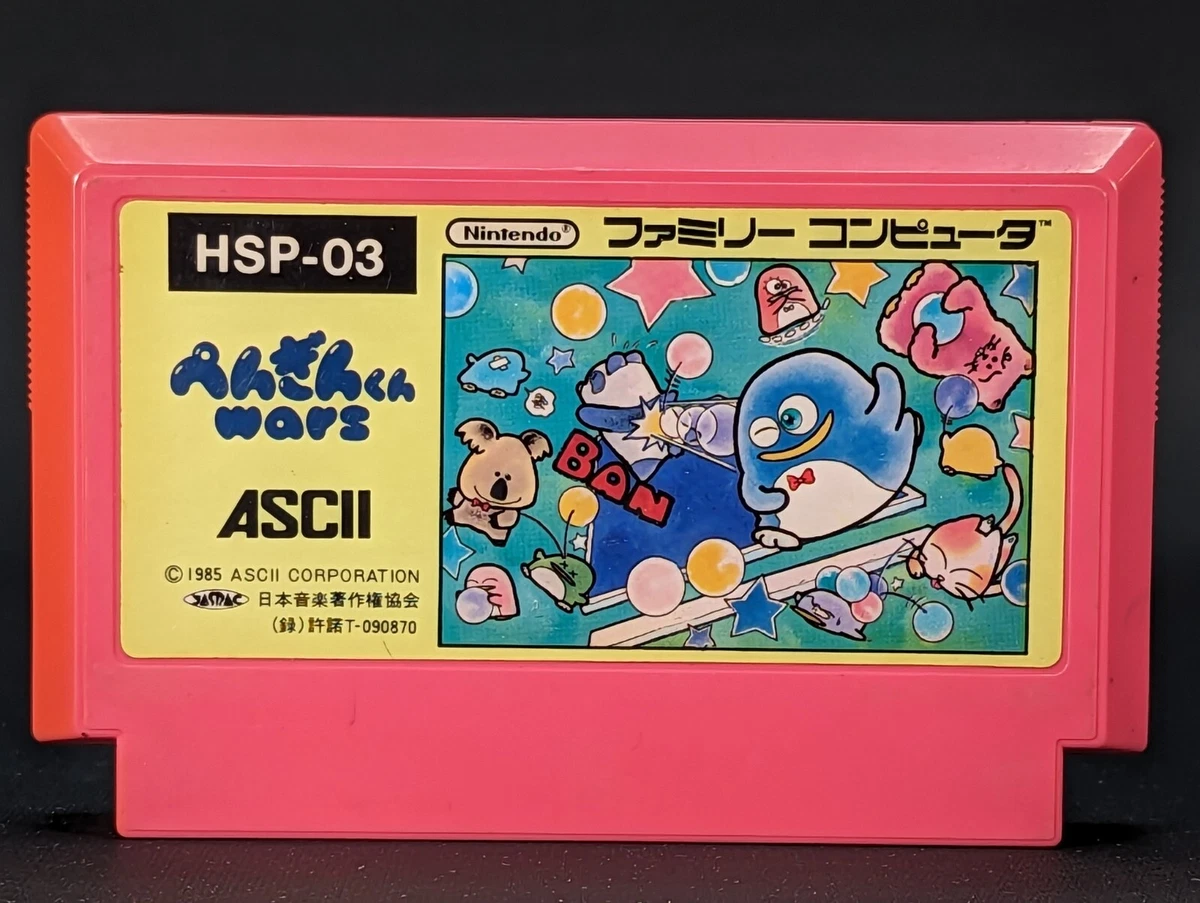 HSP-03
Nintendo® ファミリー コンピュータ™
ぺんぎんくん
wars
BAN
ASCII
© 1985 ASCII CORPORATION
JASRAC 日本音楽著作権協会
(録)許諾T-090870